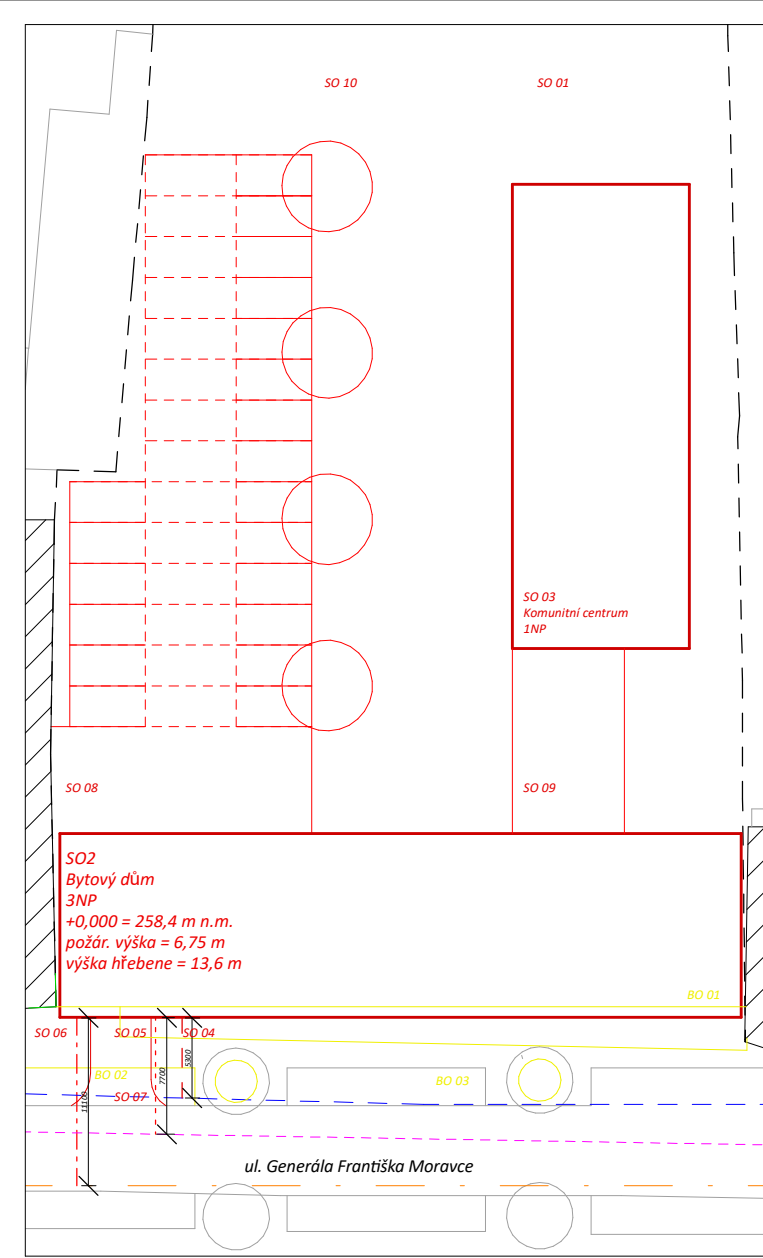 SO 10
SO 01
SO 03
Komunitní centrum
1NP
SO 08
SO 09
SO2
Bytový dům
3NP
+0,000 = 258,4 m n.m.
požár. výška = 6,75 m
výška hřebene = 13,6 m
BO 01
SO 06
SO 05
SO 04
5300
7700
BO 02
BO 03
SO 07
11100
ul. Generála Františka Moravce